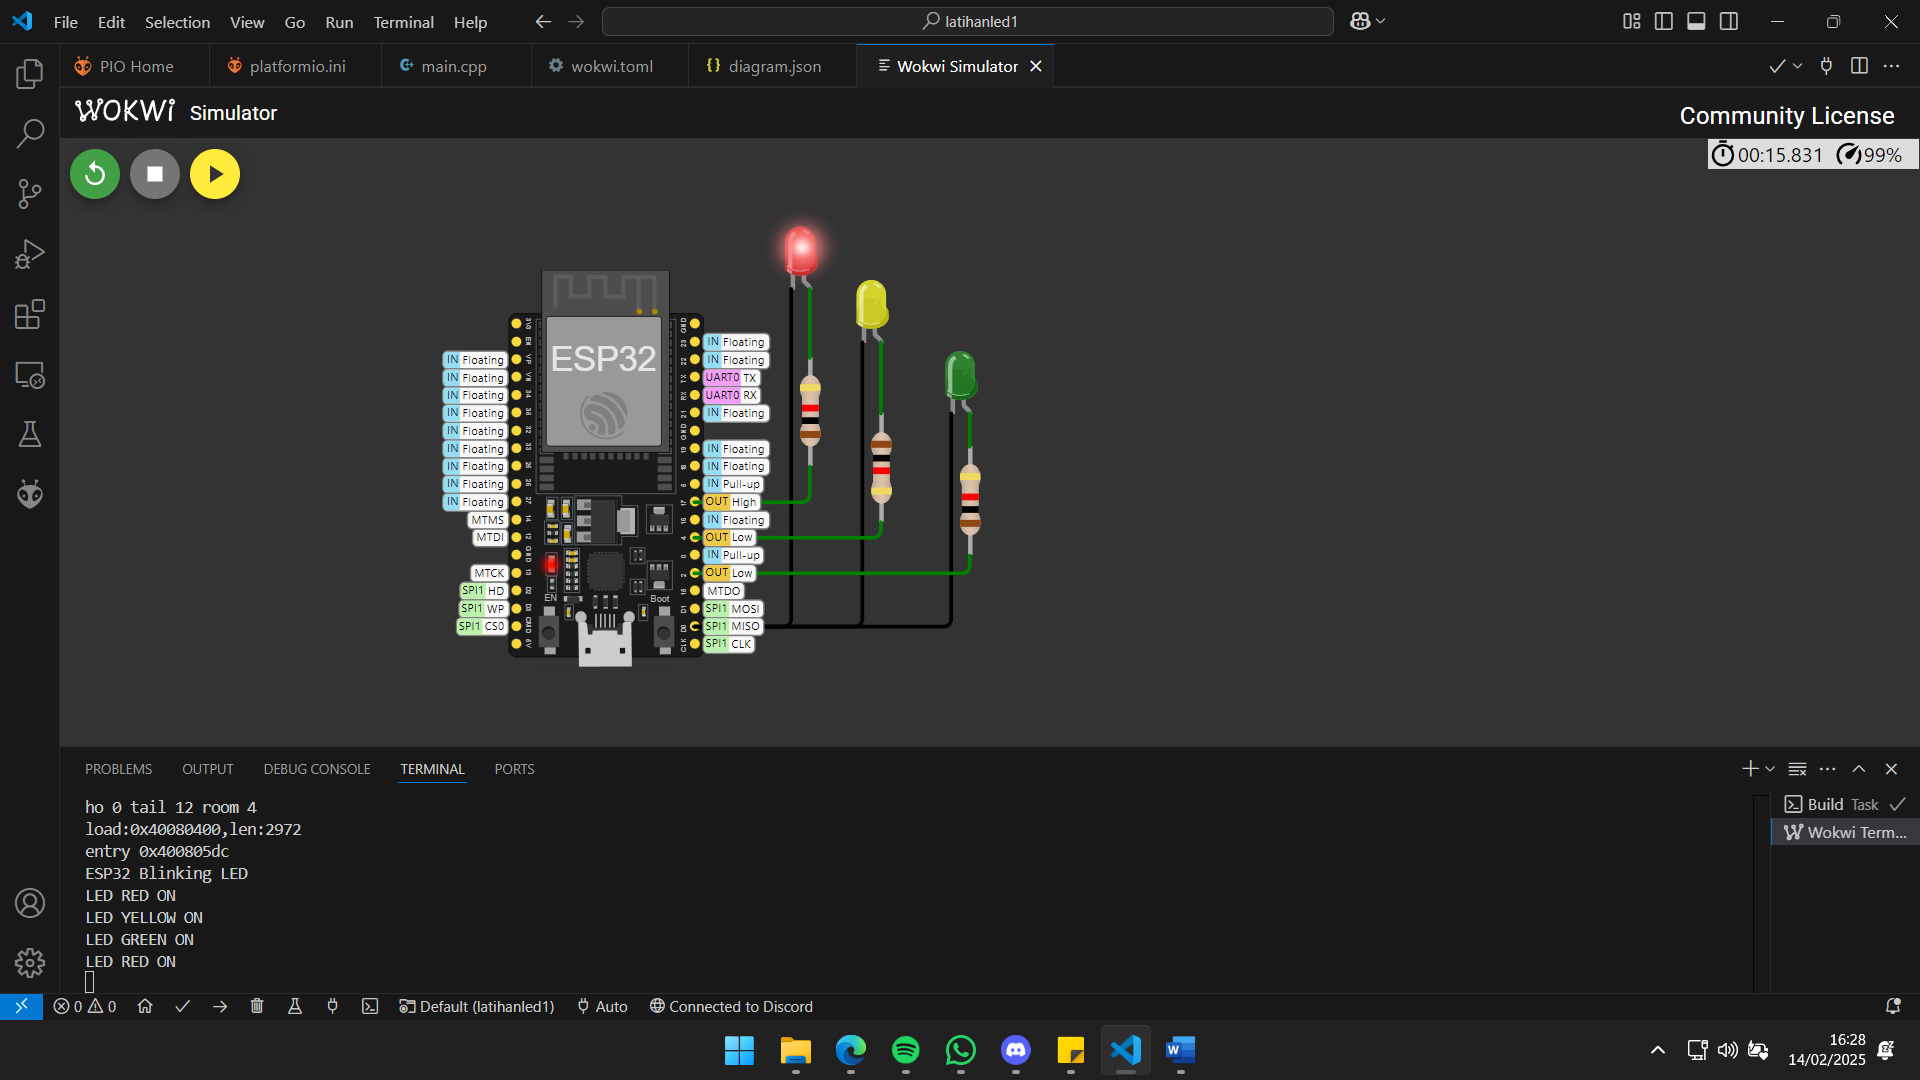 File Edit Selection View Go Run Terminal Help
latihanled1
PIO Home
platformio.ini
main.cpp
wokwi.toml
diagram.json
Wokwi Simulator
WOKWi Simulator
Community License
00:15.831 99%
ESP32
IN Floating
IN Floating
IN Floating
IN Floating
IN Floating
IN Floating
IN Floating
IN Floating
IN Floating
MTMS
MTDI
MTCK
SPI1 HD
SPI1 WP
SPI1 CS0
IN Floating
IN Floating
UART0 TX
UART0 RX
IN Floating
IN Floating
IN Floating
IN Pull-up
OUT High
IN Floating
OUT Low
IN Pull-up
OUT Low
MTDO
SPI1 MOSI
SPI1 MISO
SPI1 CLK
EN
Boot
PROBLEMS OUTPUT DEBUG CONSOLE TERMINAL PORTS
ho 0 tail 12 room 4
load:0x40080400,len:2972
entry 0x400805dc
ESP32 Blinking LED
LED RED ON
LED YELLOW ON
LED GREEN ON
LED RED ON
Build Task
Wokwi Term...
0 0 Default (latihanled1) Auto Connected to Discord
16:28
14/02/2025